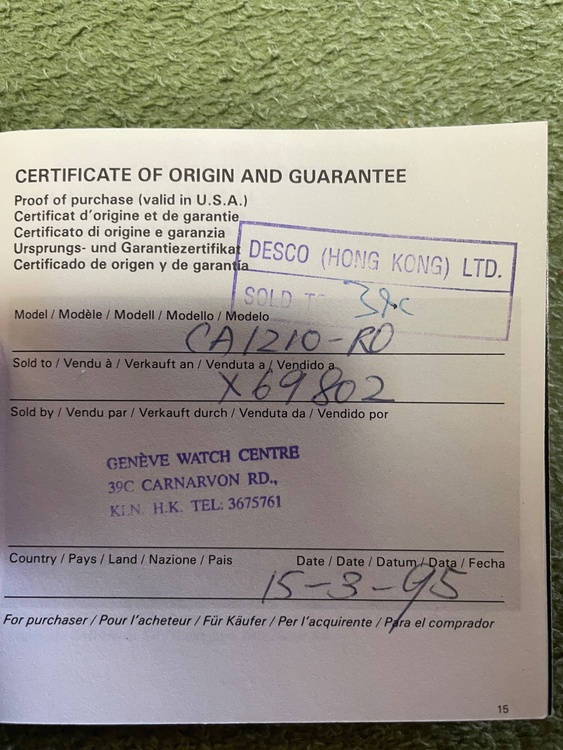 CERTIFICATE OF ORIGIN AND GUARANTEE
Proof of purchase (valid in U.S.A.)
Certificat d'origine et de garantie
Certificato di origine e garanzia
Ursprungs- und Garantiezertifikat
Certificado de origen y de garantía
DESCO (HONG KONG) LTD.
SOLD TO 39c
Model / Modèle / Modell / Modello / Modelo
CA1210-RO
Sold to / Vendu à / Verkauft an / Venduta a / Vendido a
X69802
Sold by / Vendu par / Verkauft durch / Venduta da / Vendido por
GENÈVE WATCH CENTRE
39C CARNARVON RD.,
KLN. H.K. TEL: 3675761
Country / Pays / Land / Nazione / Pais
Date / Date / Datum / Data / Fecha
15-3-95
For purchaser / Pour l'acheteur / Für Käufer / Per l'acquirente / Para el comprador
15